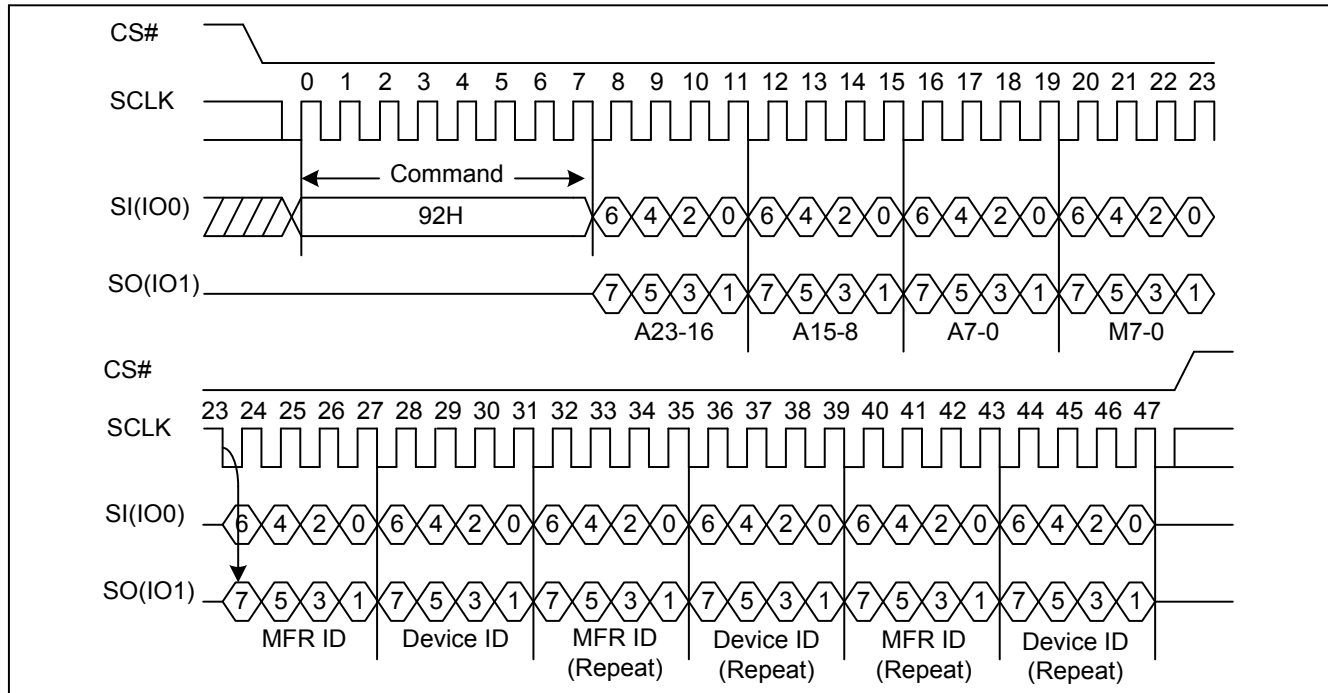 CS#
0 1 2 3 4 5 6 7 8 9 10 11 12 13 14 15 16 17 18 19 20 21 22 23
SCLK
Command
SI(IO0) 92H 6 4 2 0 6 4 2 0 6 4 2 0 6 4 2 0
SO(IO1) 7 5 3 1 7 5 3 1 7 5 3 1 7 5 3 1
A23-16 A15-8 A7-0 M7-0
CS#
23 24 25 26 27 28 29 30 31 32 33 34 35 36 37 38 39 40 41 42 43 44 45 46 47
SCLK
SI(IO0) 6 4 2 0 6 4 2 0 6 4 2 0 6 4 2 0 6 4 2 0 6 4 2 0
SO(IO1) 7 5 3 1 7 5 3 1 7 5 3 1 7 5 3 1 7 5 3 1 7 5 3 1
MFR ID Device ID MFR ID Device ID MFR ID Device ID
(Repeat) (Repeat) (Repeat) (Repeat)